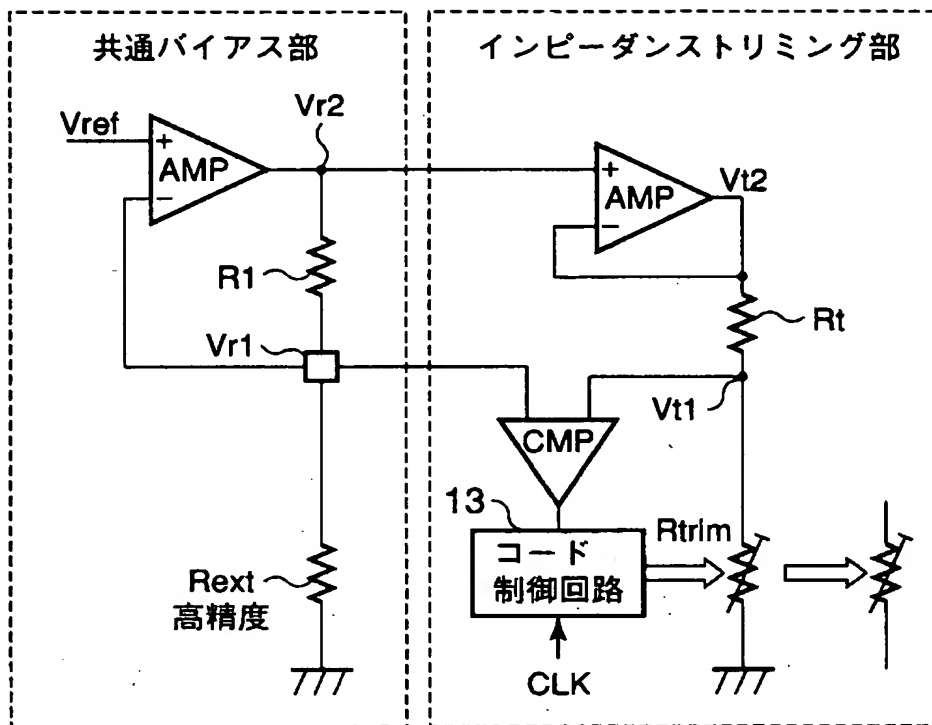 共通バイアス部
インピーダンストリミング部
Vref
+
AMP
−
Vr2
R1
Vr1
Rext
高精度
+
AMP
−
Vt2
Rt
Vt1
CMP
13
コード
制御回路
Rtrim
CLK